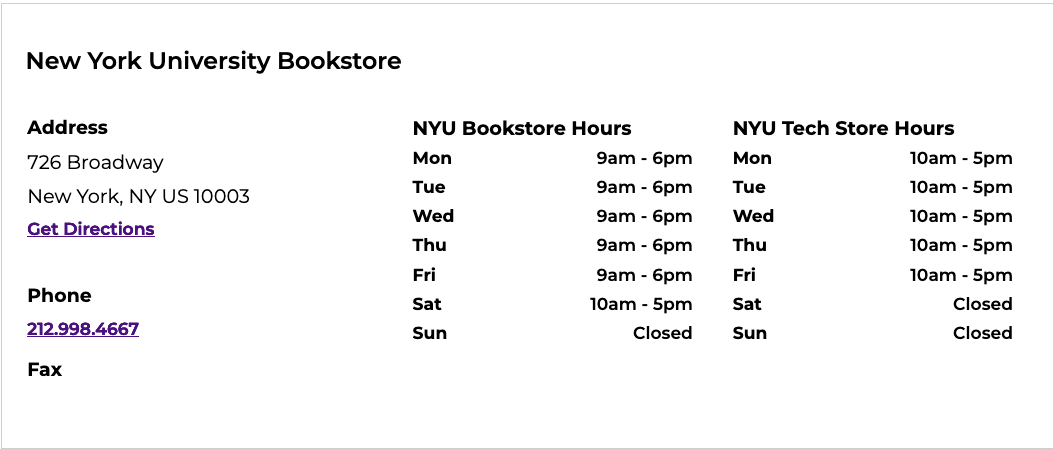 New York University Bookstore
Address
726 Broadway
New York, NY US 10003
Get Directions
Phone
212.998.4667
Fax
NYU Bookstore Hours
Mon 9am - 6pm
Tue 9am - 6pm
Wed 9am - 6pm
Thu 9am - 6pm
Fri 9am - 6pm
Sat 10am - 5pm
Sun Closed
NYU Tech Store Hours
Mon 10am - 5pm
Tue 10am - 5pm
Wed 10am - 5pm
Thu 10am - 5pm
Fri 10am - 5pm
Sat Closed
Sun Closed